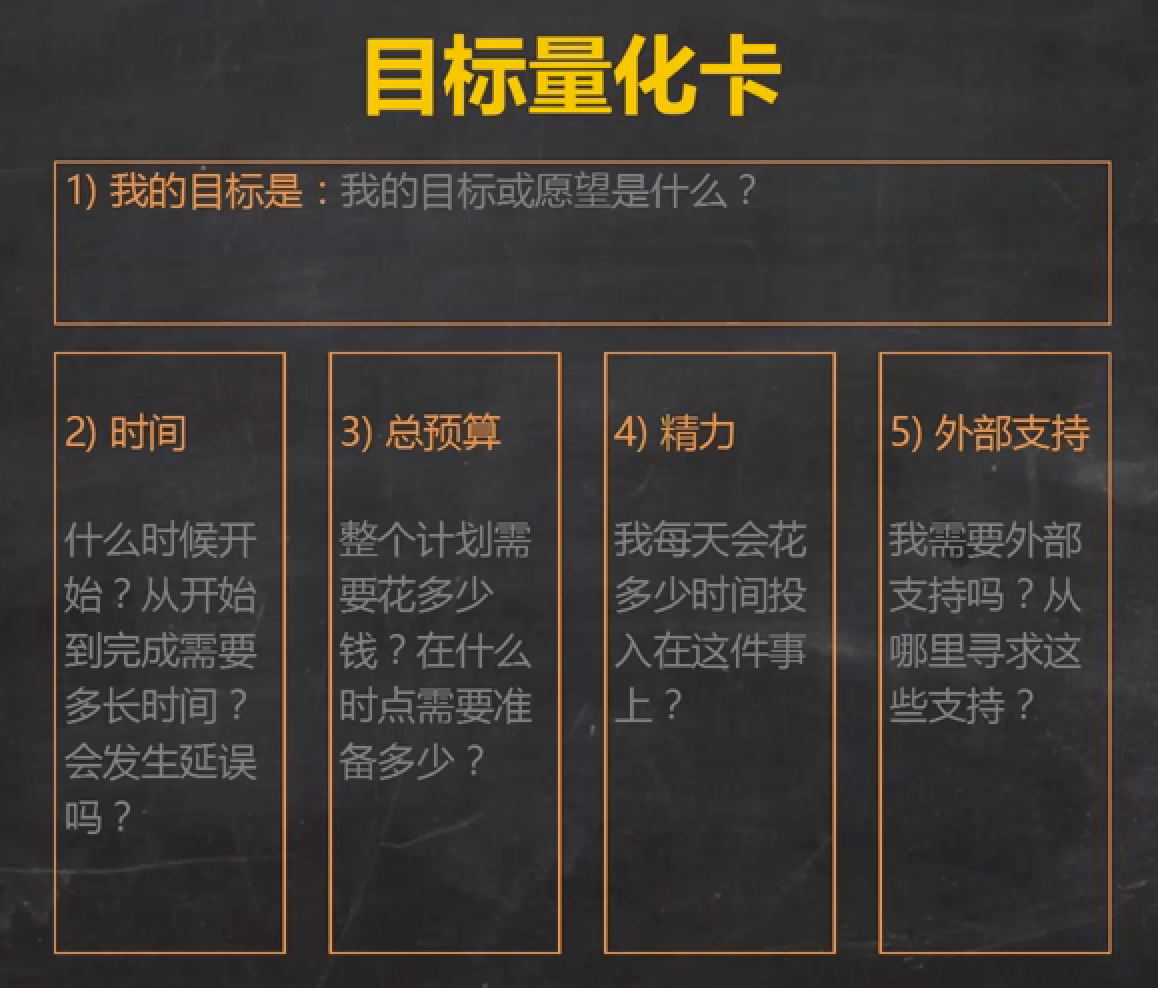 目标量化卡
1) 我的目标是：我的目标或愿望是什么？
2) 时间
什么时候开
始？从开始
到完成需要
多长时间？
会发生延误
吗？
3) 总预算
整个计划需
要花多少
钱？在什么
时点需要准
备多少？
4) 精力
我每天会花
多少时间投
入在这件事
上？
5) 外部支持
我需要外部
支持吗？从
哪里寻求这
些支持？